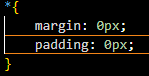 *{
    margin: 0px;
    padding: 0px;
}